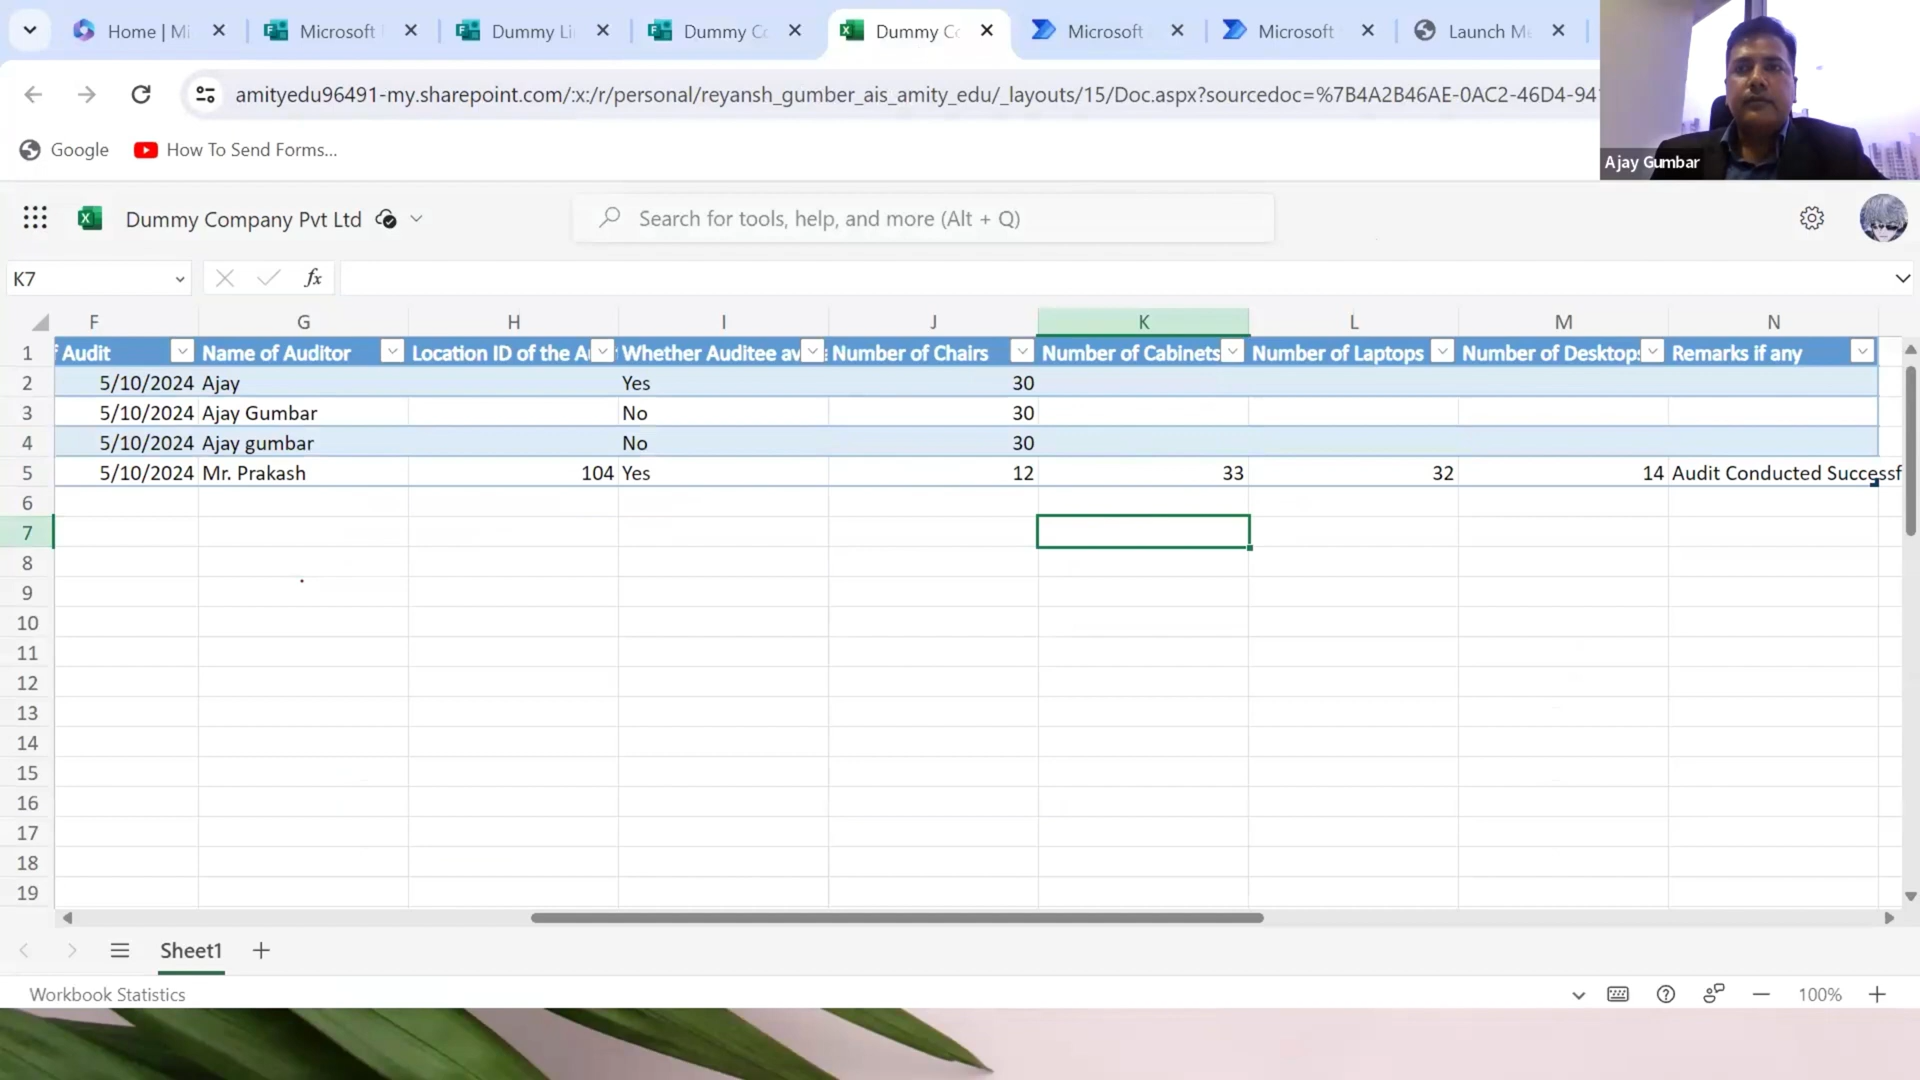 Home | Mi
Microsoft
Dummy Li
Dummy Co
Dummy Co
Microsoft
Microsoft
Launch Me
amityedu96491-my.sharepoint.com/:x:/r/personal/reyansh_gumber_ais_amity_edu/_layouts/15/Doc.aspx?sourcedoc=%7B4A2B46AE-0AC2-46D4-94
Google
How To Send Forms...
Ajay Gumbar
Dummy Company Pvt Ltd
Search for tools, help, and more (Alt + Q)
K7
fx
F G H I J K L M N
1 f Audit Name of Auditor Location ID of the Au Whether Auditee ava Number of Chairs Number of Cabinets Number of Laptops Number of Desktops Remarks if any
2 5/10/2024 Ajay Yes 30
3 5/10/2024 Ajay Gumbar No 30
4 5/10/2024 Ajay gumbar No 30
5 5/10/2024 Mr. Prakash 104 Yes 12 33 32 14 Audit Conducted Successf
6
7
8
9
10
11
12
13
14
15
16
17
18
19
Sheet1
Workbook Statistics
100%